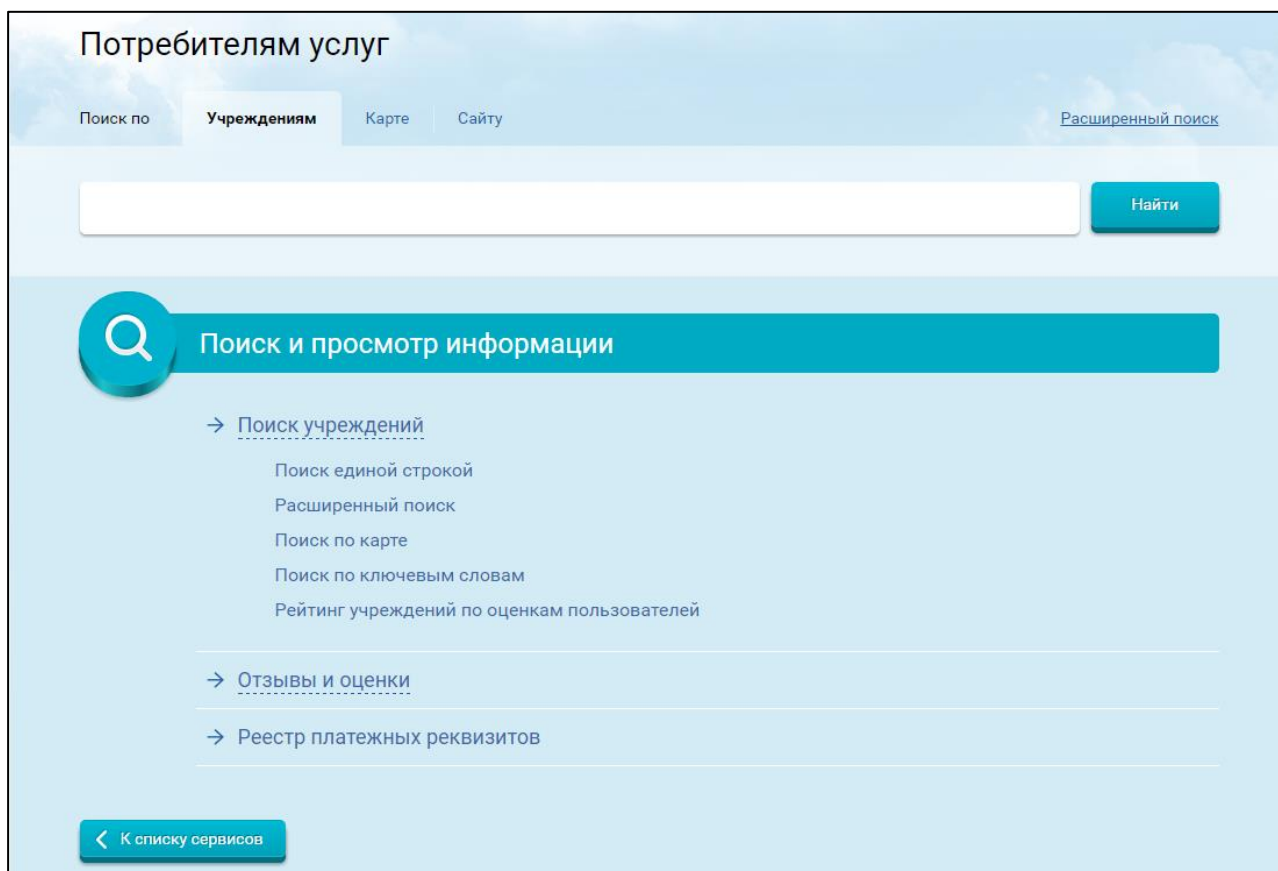 Потребителям услуг
Поиск по Учреждениям Карте Сайту Расширенный поиск
Найти
Поиск и просмотр информации
Поиск учреждений
Поиск единой строкой
Расширенный поиск
Поиск по карте
Поиск по ключевым словам
Рейтинг учреждений по оценкам пользователей
Отзывы и оценки
Реестр платежных реквизитов
К списку сервисов